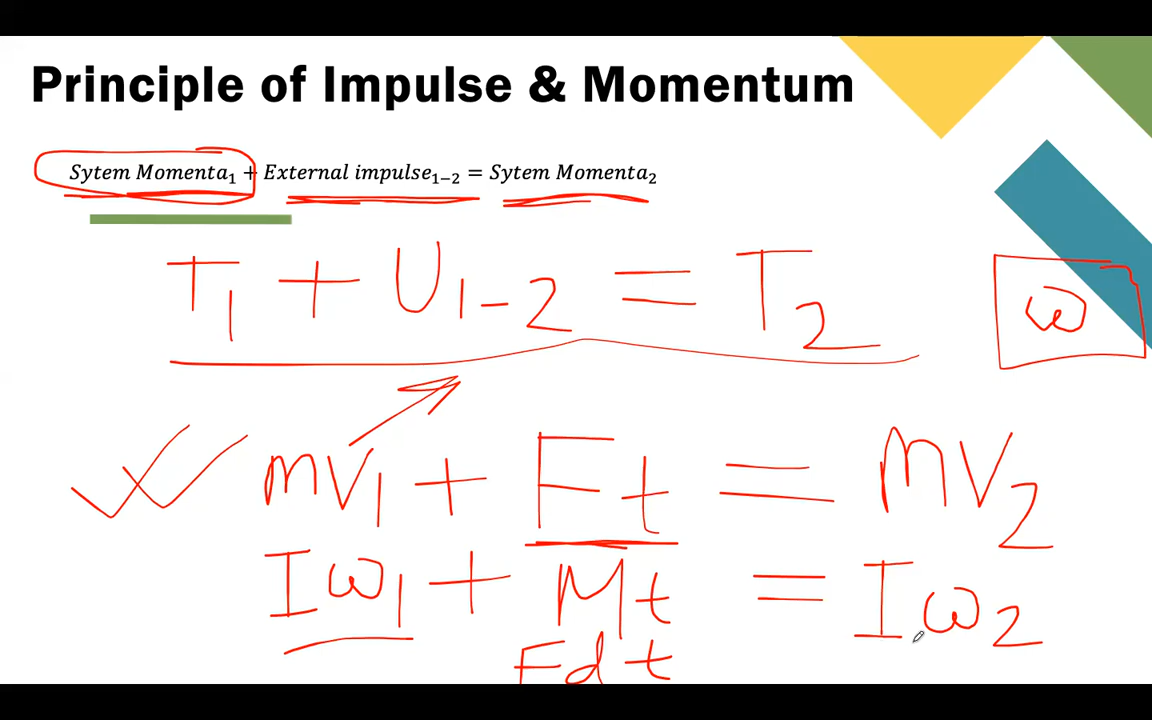 Principle of Impulse & Momentum
Sytem Momenta₁ + External impulse₁₋₂ = Sytem Momenta₂
T₁ + U₁₋₂ = T₂
ω
mV₁ + Ft = mV₂
Iω₁ + Mt = Iω₂
Fdt